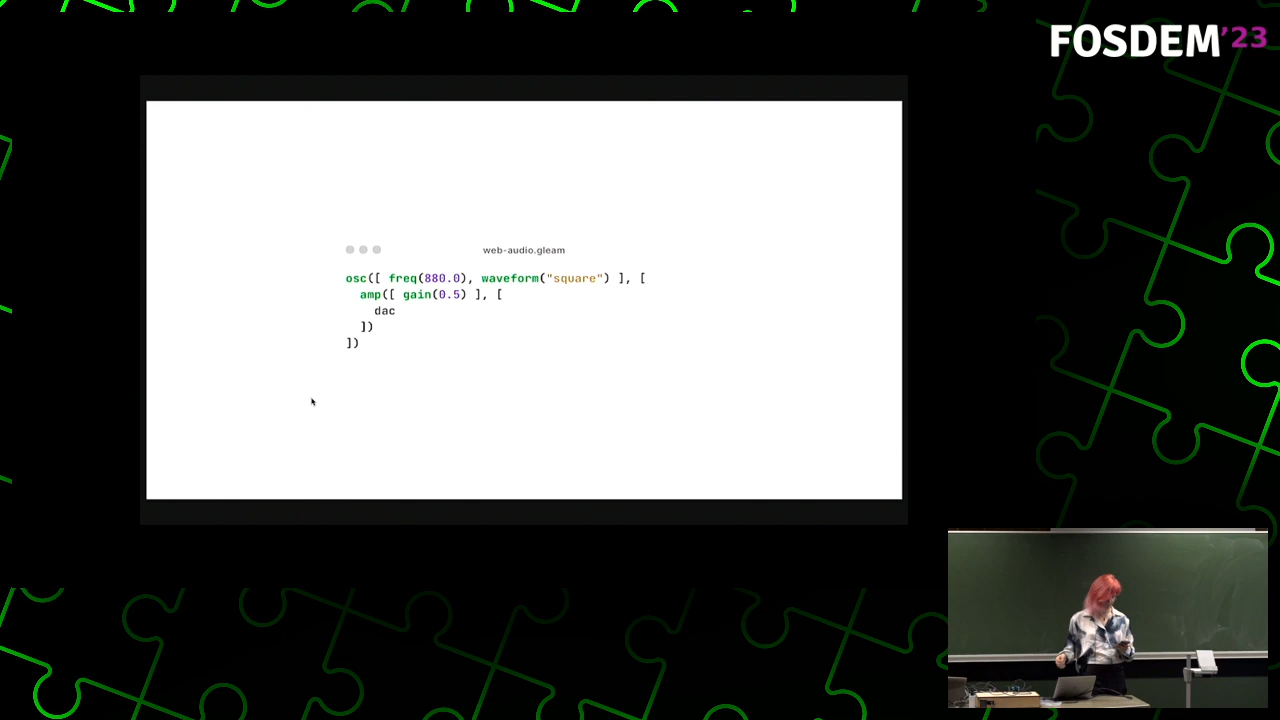 FOSDEM'23
web-audio.gleam
osc([ freq(880.0), waveform("square") ], [
  amp([ gain(0.5) ], [
    dac
  ])
])